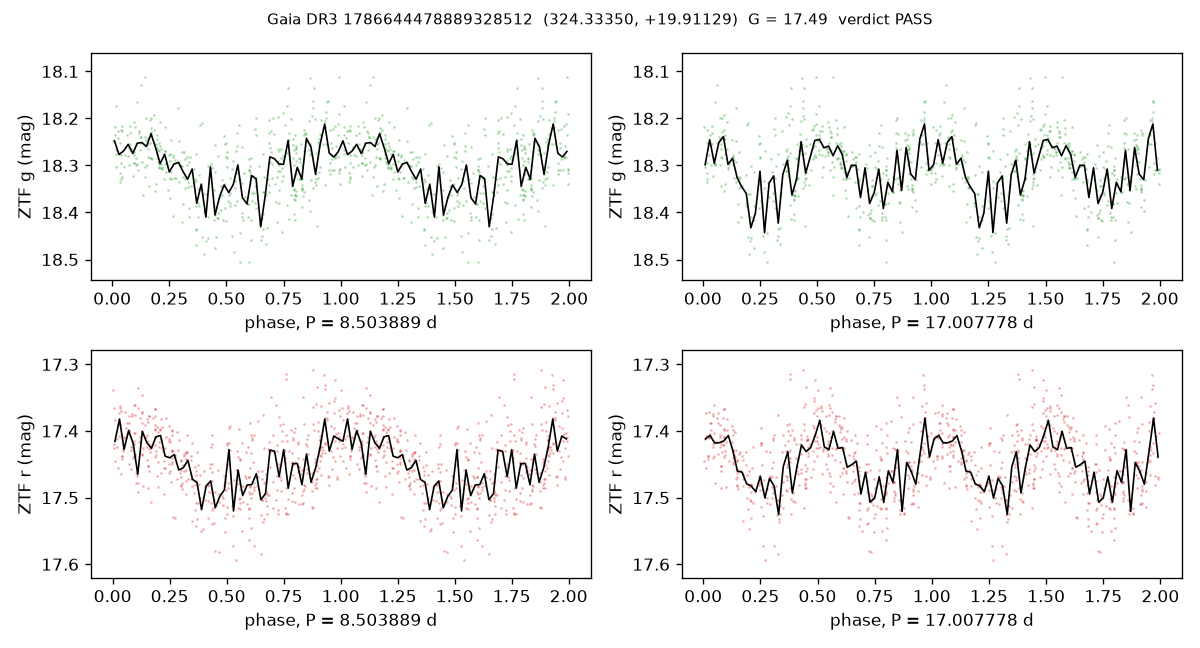 Gaia DR3 1786644478889328512 (324.33350, +19.91129) G = 17.49 verdict PASS
ZTF g (mag)
18.1
18.2
18.3
18.4
18.5
0.00 0.25 0.50 0.75 1.00 1.25 1.50 1.75 2.00
phase, P = 8.503889 d
ZTF g (mag)
18.1
18.2
18.3
18.4
18.5
0.00 0.25 0.50 0.75 1.00 1.25 1.50 1.75 2.00
phase, P = 17.007778 d
ZTF r (mag)
17.3
17.4
17.5
17.6
0.00 0.25 0.50 0.75 1.00 1.25 1.50 1.75 2.00
phase, P = 8.503889 d
ZTF r (mag)
17.3
17.4
17.5
17.6
0.00 0.25 0.50 0.75 1.00 1.25 1.50 1.75 2.00
phase, P = 17.007778 d